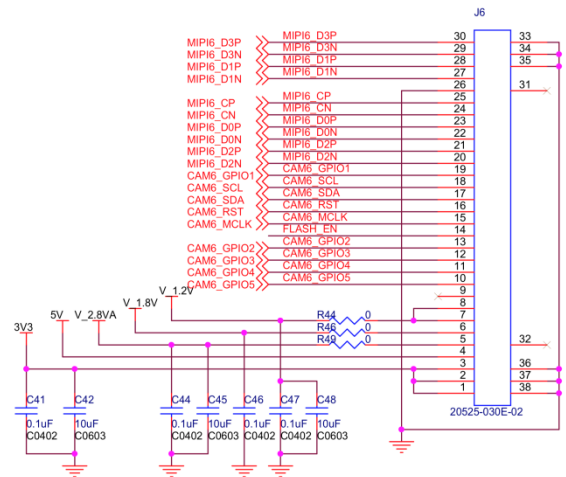 J6
MIPI6_D3P MIPI6_D3P 30 33
MIPI6_D3N MIPI6_D3N 29 34
MIPI6_D1P MIPI6_D1P 28 35
MIPI6_D1N MIPI6_D1N 27
26 31
MIPI6_CP MIPI6_CP 25
MIPI6_CN MIPI6_CN 24
MIPI6_D0P MIPI6_D0P 23
MIPI6_D0N MIPI6_D0N 22
MIPI6_D2P MIPI6_D2P 21
MIPI6_D2N MIPI6_D2N 20
CAM6_GPIO1 CAM6_GPIO1 19
CAM6_SCL CAM6_SCL 18
CAM6_SDA CAM6_SDA 17
CAM6_RST CAM6_RST 16
CAM6_MCLK CAM6_MCLK 15
FLASH_EN 14
CAM6_GPIO2 CAM6_GPIO2 13
CAM6_GPIO3 CAM6_GPIO3 12
CAM6_GPIO4 CAM6_GPIO4 11
CAM6_GPIO5 CAM6_GPIO5 10
V_1.2V 9
V_1.8V 8
5V V_2.8VA R44 0 7
3V3 R46 0 6
R49 0 5 32
4
3 36
2 37
1 38
C41 C42 C44 C45 C46 C47 C48 20525-030E-02
0.1uF 10uF 0.1uF 10uF 0.1uF 0.1uF 10uF
C0402 C0603 C0402 C0603 C0402 C0402 C0603